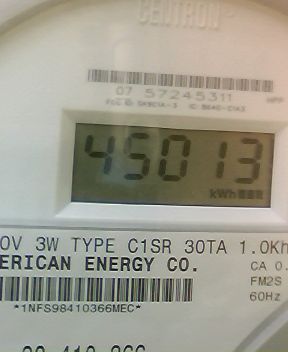 CENTRON
07 57245311
45013
kWh
0V 3W TYPE C1SR 30TA 1.0Kh
ERICAN ENERGY CO.
CA 0.
FM2S
60Hz
*1NFS98410366MEC*